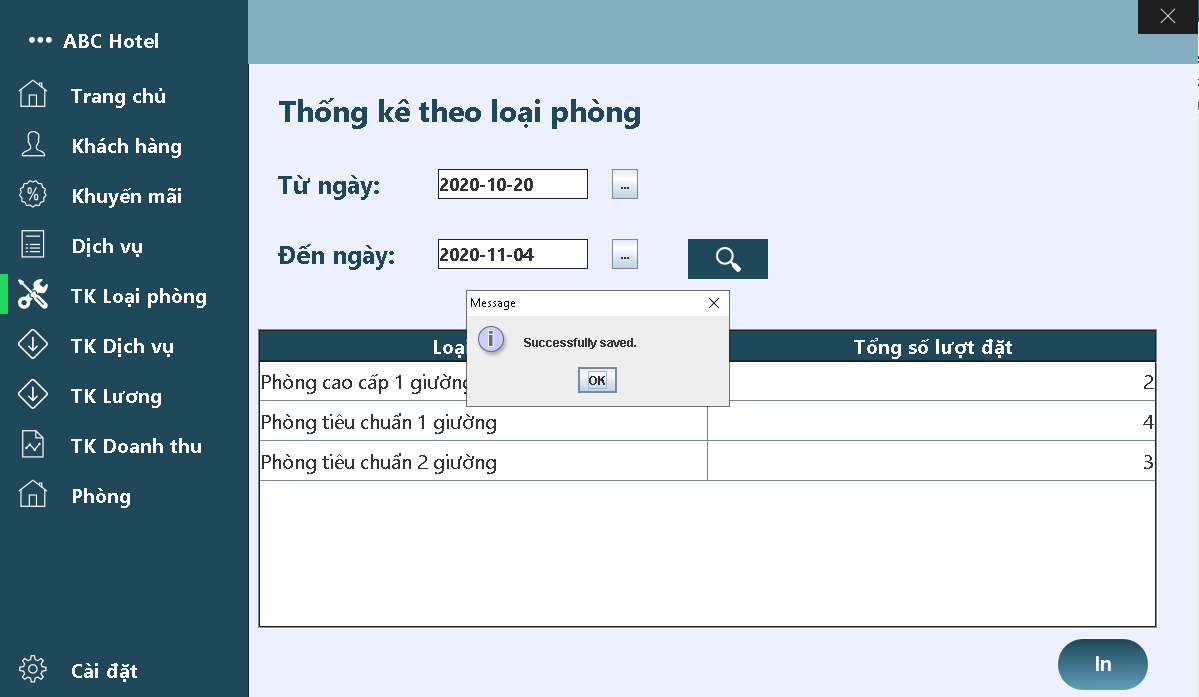 ABC Hotel
Trang chủ
Khách hàng
Khuyến mãi
Dịch vụ
TK Loại phòng
TK Dịch vụ
TK Lương
TK Doanh thu
Phòng
Cài đặt
Thống kê theo loại phòng
Từ ngày: 2020-10-20 ...
Đến ngày: 2020-11-04 ...
Message
Successfully saved.
OK
Tổng số lượt đặt
Phòng cao cấp 1 2
Phòng tiêu chuẩn 1 giường 4
Phòng tiêu chuẩn 2 giường 3
In